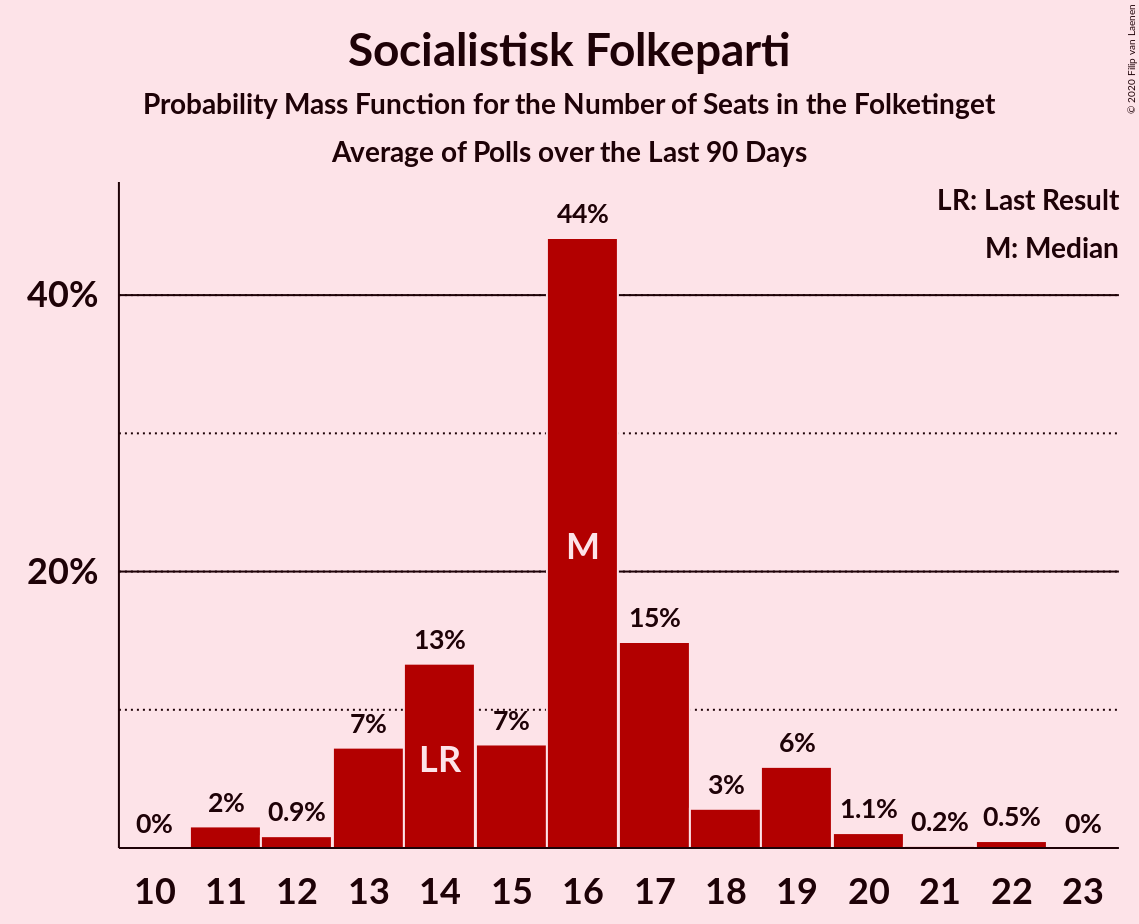 Socialistisk Folkeparti
Probability Mass Function for the Number of Seats in the Folketinget
Average of Polls over the Last 90 Days
© 2020 Filip van Laenen
LR: Last Result
M: Median
44%
40%
M
20%
15%
13%
7%
7%
LR
6%
3%
2%
0.9%
0%
1.1%
0.2%
0.5%
0%
10 11 12 13 14 15 16 17 18 19 20 21 22 23